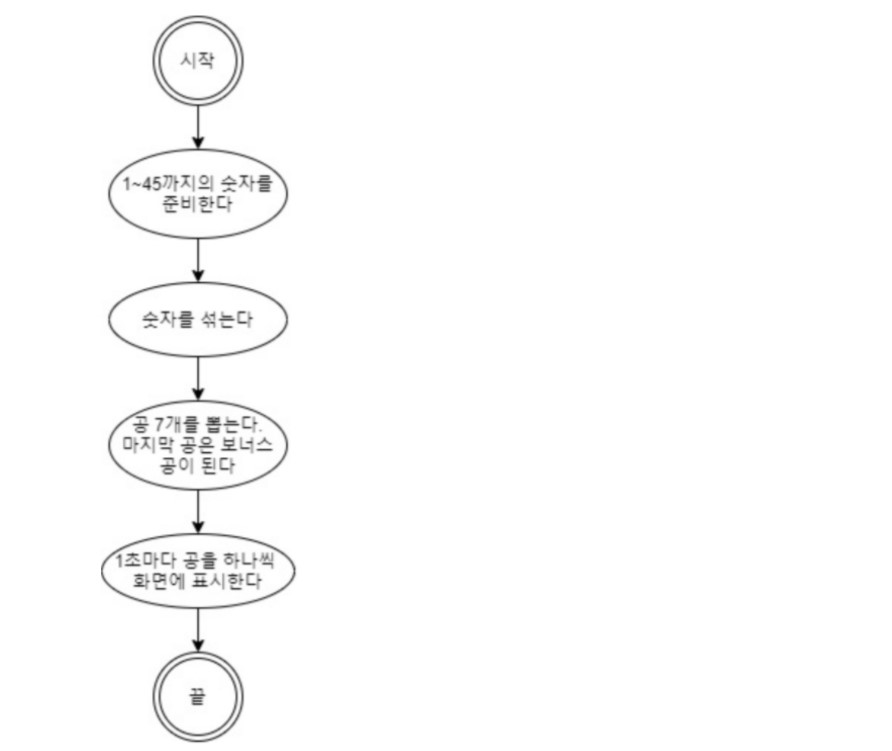 시작
1~45까지의 숫자를
준비한다
숫자를 섞는다
공 7개를 뽑는다.
마지막 공은 보너스
공이 된다
1초마다 공을 하나씩
화면에 표시한다
끝